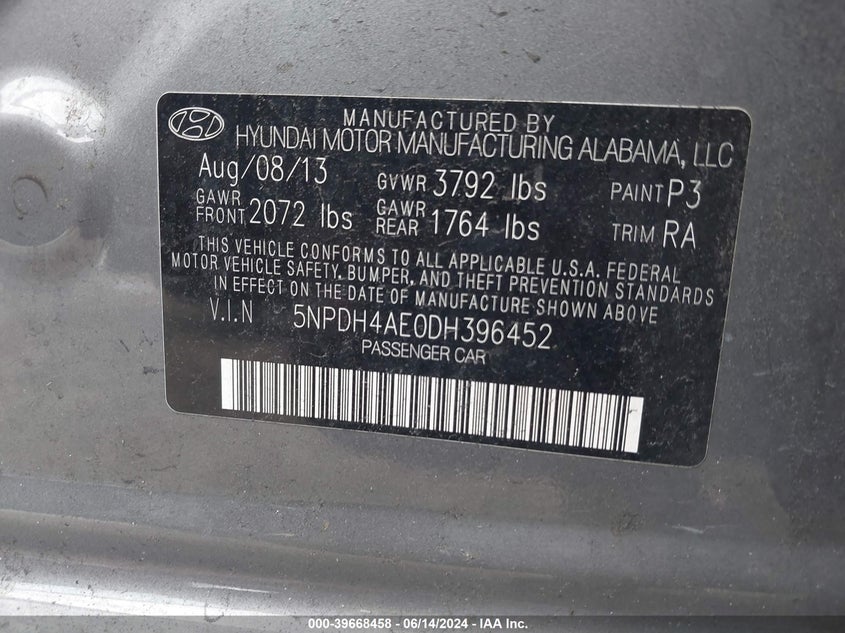 MANUFACTURED BY
HYUNDAI MOTOR MANUFACTURING ALABAMA, LLC
Aug/08/13 GVWR 3792 lbs PAINT P3
GAWR FRONT 2072 lbs GAWR REAR 1764 lbs TRIM RA
THIS VEHICLE CONFORMS TO ALL APPLICABLE U.S.A. FEDERAL
MOTOR VEHICLE SAFETY, BUMPER, AND THEFT PREVENTION STANDARDS
IN EFFECT ON THE DATE OF MANUFACTURE SHOWN ABOVE
V.I.N 5NPDH4AE0DH396452
PASSENGER CAR
000-39668458 - 06/14/2024 - IAA Inc.